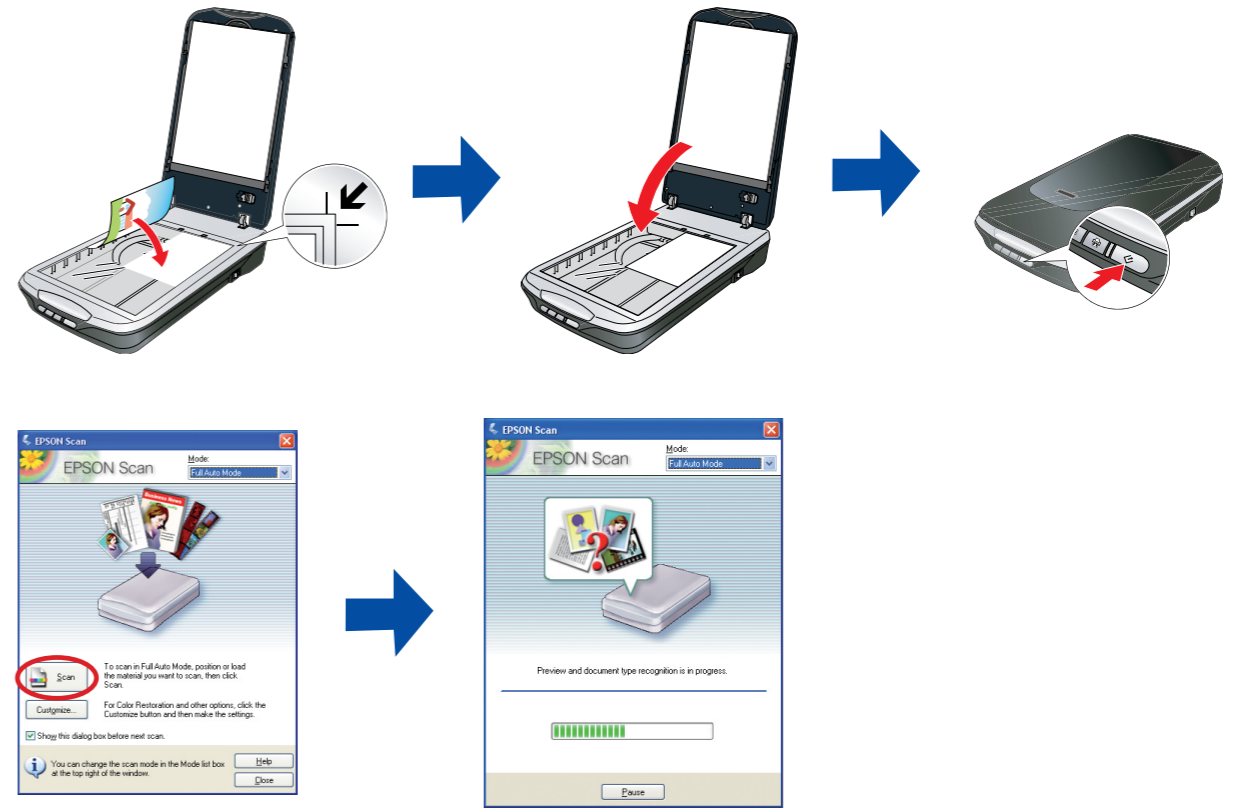 EPSON Scan
EPSON Scan
Mode:
Full Auto Mode
Business News
To scan in Full Auto Mode, position or load
the material you want to scan, then click
Scan.
Scan
For Color Restoration and other options, click the
Customize button and then make the settings.
Customize...
Show this dialog box before next scan.
You can change the scan mode in the Mode list box
at the top right of the window.
Help
Close
EPSON Scan
EPSON Scan
Mode:
Full Auto Mode
?
Preview and document type recognition is in progress.
Pause